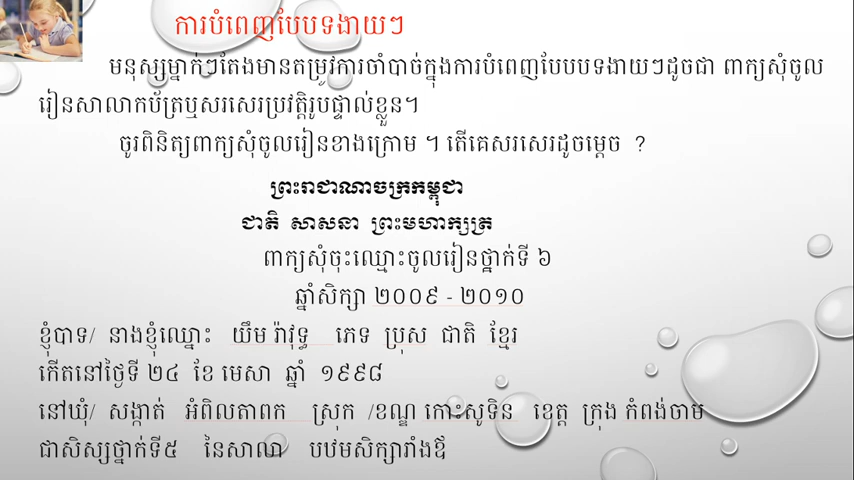 ការបំពេញបែបបទងាយៗ
មនុស្សម្នាក់ៗតែងមានតម្រូវការចាំបាច់ក្នុងការបំពេញបែបបទងាយៗដូចជា ពាក្យសុំចូល
រៀនសាលាកប័ត្រឬសរសេរប្រវត្តិរូបផ្ទាល់ខ្លួន។
ចូរពិនិត្យពាក្យសុំចូលរៀនខាងក្រោម ។ តើគេសរសេរដូចម្តេច ?
ព្រះរាជាណាចក្រកម្ពុជា
ជាតិ សាសនា ព្រះមហាក្សត្រ
ពាក្យសុំចុះឈ្មោះចូលរៀនថ្នាក់ទី ៦
ឆ្នាំសិក្សា ២០០៩ - ២០១០
ខ្ញុំបាទ/ នាងខ្ញុំឈ្មោះ យឹម រ៉ាវុទ្ធ ភេទ ប្រុស ជាតិ ខ្មែរ
កើតនៅថ្ងៃទី ២៤ ខែ មេសា ឆ្នាំ ១៩៩៨
នៅឃុំ/ សង្កាត់ អំពិលតាពក ស្រុក /ខណ្ឌ កោះសូទិន ខេត្ត ក្រុង កំពង់ចាម
ជាសិស្សថ្នាក់ទី៥ នៃសាលា បឋមសិក្សារាំងឪ